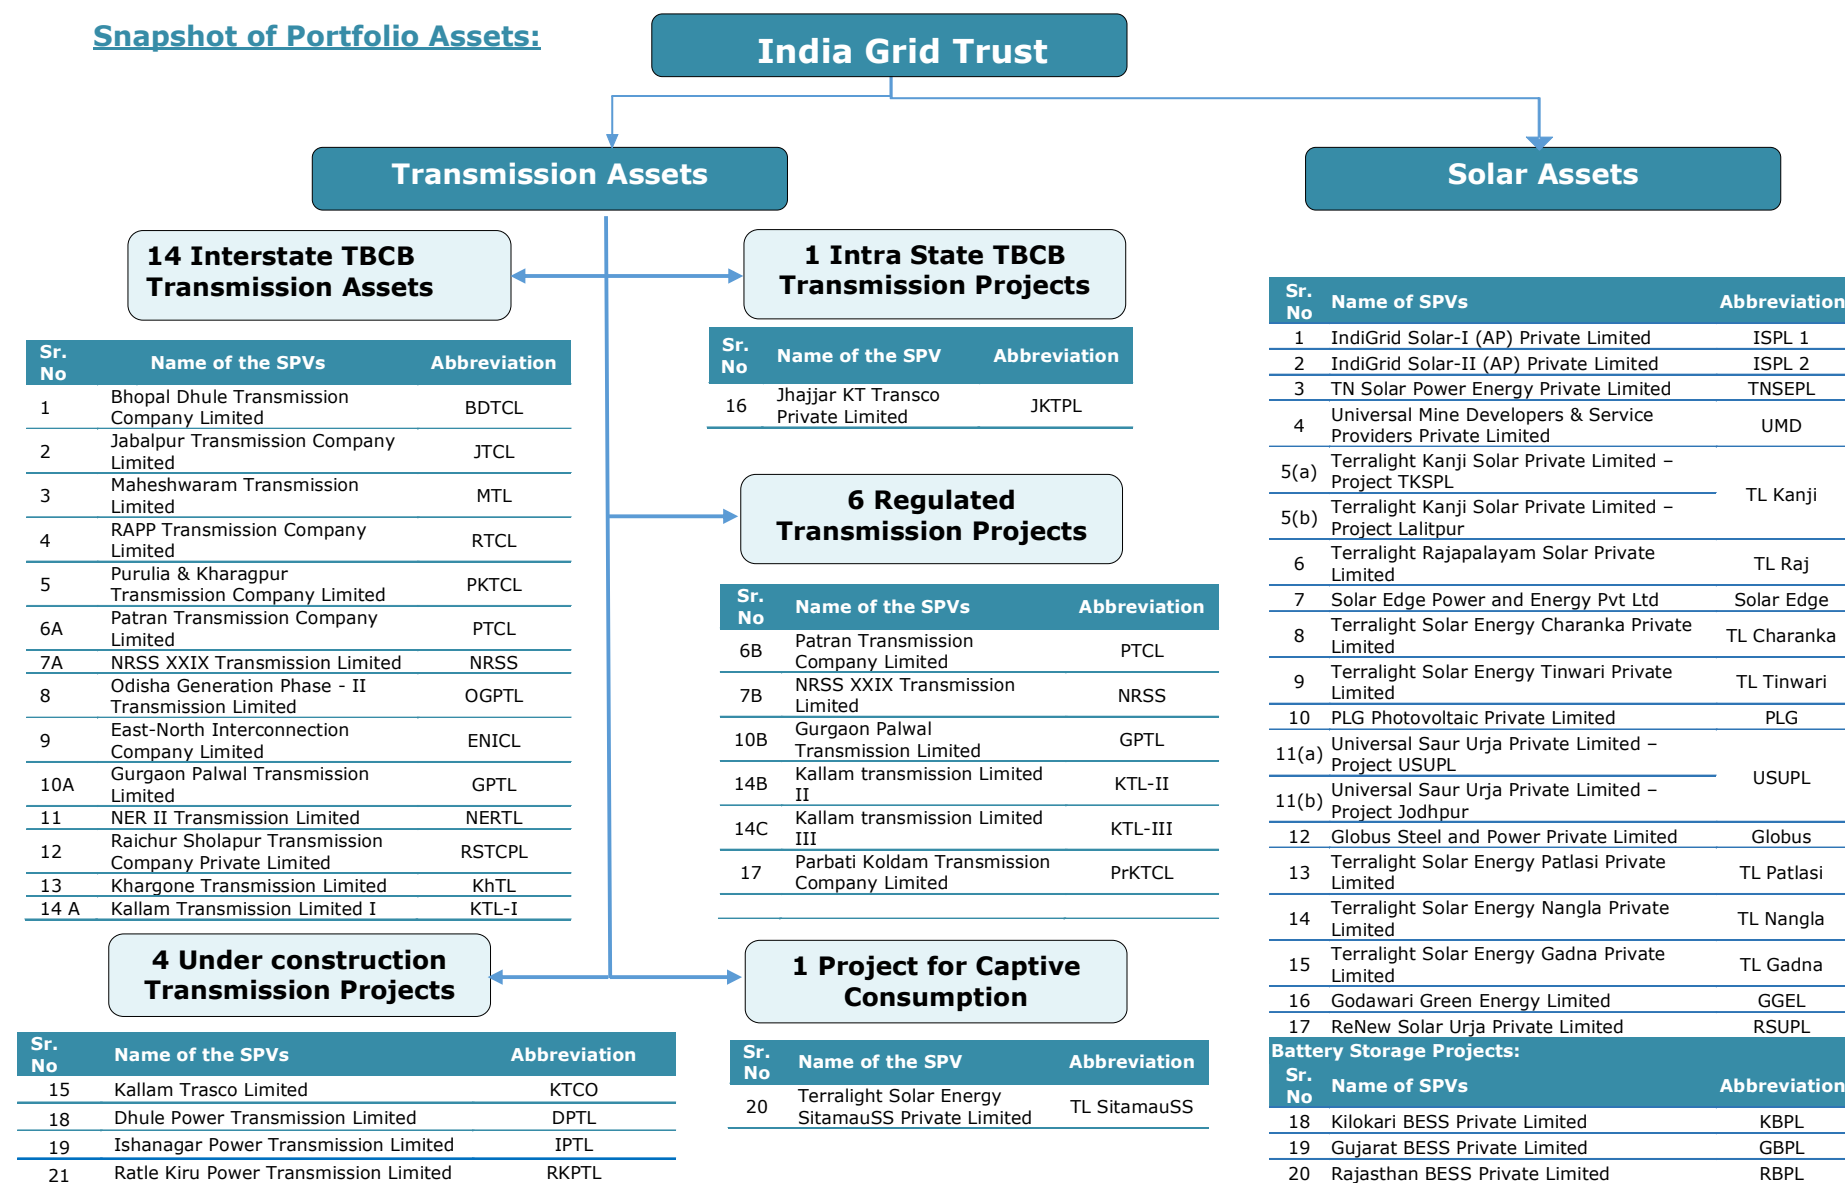 Snapshot of Portfolio Assets:
India Grid Trust
Transmission Assets
Solar Assets
14 Interstate TBCB
Transmission Assets
Sr. No Name of the SPVs Abbreviation
1 Bhopal Dhule Transmission
Company Limited BDTCL
2 Jabalpur Transmission Company
Limited JTCL
3 Maheshwaram Transmission
Limited MTL
4 RAPP Transmission Company
Limited RTCL
5 Purulia & Kharagpur
Transmission Company Limited PKTCL
6A Patran Transmission Company
Limited PTCL
7A NRSS XXIX Transmission Limited NRSS
8 Odisha Generation Phase - II
Transmission Limited OGPTL
9 East-North Interconnection
Company Limited ENICL
10A Gurgaon Palwal Transmission
Limited GPTL
11 NER II Transmission Limited NERTL
12 Raichur Sholapur Transmission
Company Private Limited RSTCPL
13 Khargone Transmission Limited KhTL
14 A Kallam Transmission Limited I KTL-I
4 Under construction
Transmission Projects
Sr. No Name of the SPVs Abbreviation
15 Kallam Trasco Limited KTCO
18 Dhule Power Transmission Limited DPTL
19 Ishanagar Power Transmission Limited IPTL
21 Ratle Kiru Power Transmission Limited RKPTL
1 Intra State TBCB
Transmission Projects
Sr. No Name of the SPV Abbreviation
16 Jhajjar KT Transco
Private Limited JKTPL
6 Regulated
Transmission Projects
Sr. No Name of the SPVs Abbreviation
6B Patran Transmission
Company Limited PTCL
7B NRSS XXIX Transmission
Limited NRSS
10B Gurgaon Palwal
Transmission Limited GPTL
14B Kallam transmission Limited
II KTL-II
14C Kallam transmission Limited
III KTL-III
17 Parbati Koldam Transmission
Company Limited PrKTCL
1 Project for Captive
Consumption
Sr. No Name of the SPV Abbreviation
20 Terralight Solar Energy
SitamauSS Private Limited TL SitamauSS
Sr. No Name of SPVs Abbreviation
1 IndiGrid Solar-I (AP) Private Limited ISPL 1
2 IndiGrid Solar-II (AP) Private Limited ISPL 2
3 TN Solar Power Energy Private Limited TNSEPL
4 Universal Mine Developers & Service
Providers Private Limited UMD
5(a) Terralight Kanji Solar Private Limited –
Project TKSPL
TL Kanji
5(b) Terralight Kanji Solar Private Limited –
Project Lalitpur
6 Terralight Rajapalayam Solar Private
Limited TL Raj
7 Solar Edge Power and Energy Pvt Ltd Solar Edge
8 Terralight Solar Energy Charanka Private
Limited TL Charanka
9 Terralight Solar Energy Tinwari Private
Limited TL Tinwari
10 PLG Photovoltaic Private Limited PLG
11(a) Universal Saur Urja Private Limited –
Project USUPL
USUPL
11(b) Universal Saur Urja Private Limited –
Project Jodhpur
12 Globus Steel and Power Private Limited Globus
13 Terralight Solar Energy Patlasi Private
Limited TL Patlasi
14 Terralight Solar Energy Nangla Private
Limited TL Nangla
15 Terralight Solar Energy Gadna Private
Limited TL Gadna
16 Godawari Green Energy Limited GGEL
17 ReNew Solar Urja Private Limited RSUPL
Battery Storage Projects:
Sr. No Name of SPVs Abbreviation
18 Kilokari BESS Private Limited KBPL
19 Gujarat BESS Private Limited GBPL
20 Rajasthan BESS Private Limited RBPL